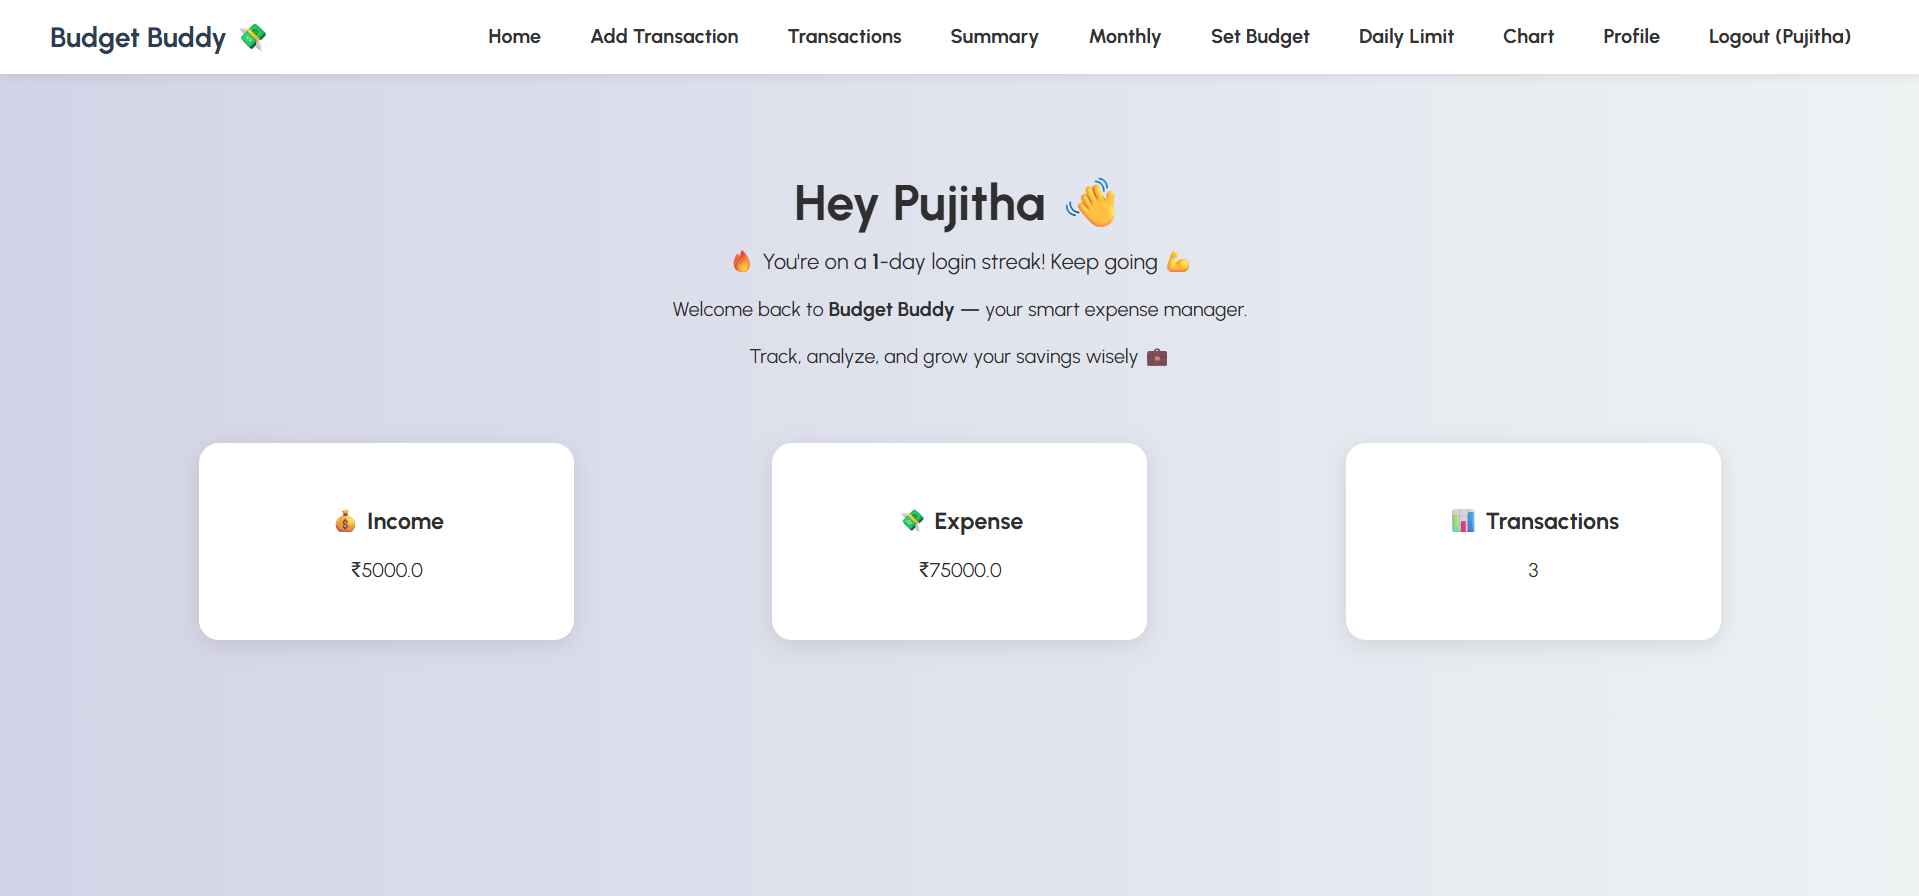 Budget Buddy 💸
Home Add Transaction Transactions Summary Monthly Set Budget Daily Limit Chart Profile Logout (Pujitha)
Hey Pujitha 👋
🔥 You're on a 1-day login streak! Keep going 💪
Welcome back to Budget Buddy — your smart expense manager.
Track, analyze, and grow your savings wisely 💼
💰 Income
₹5000.0
💸 Expense
₹75000.0
📊 Transactions
3